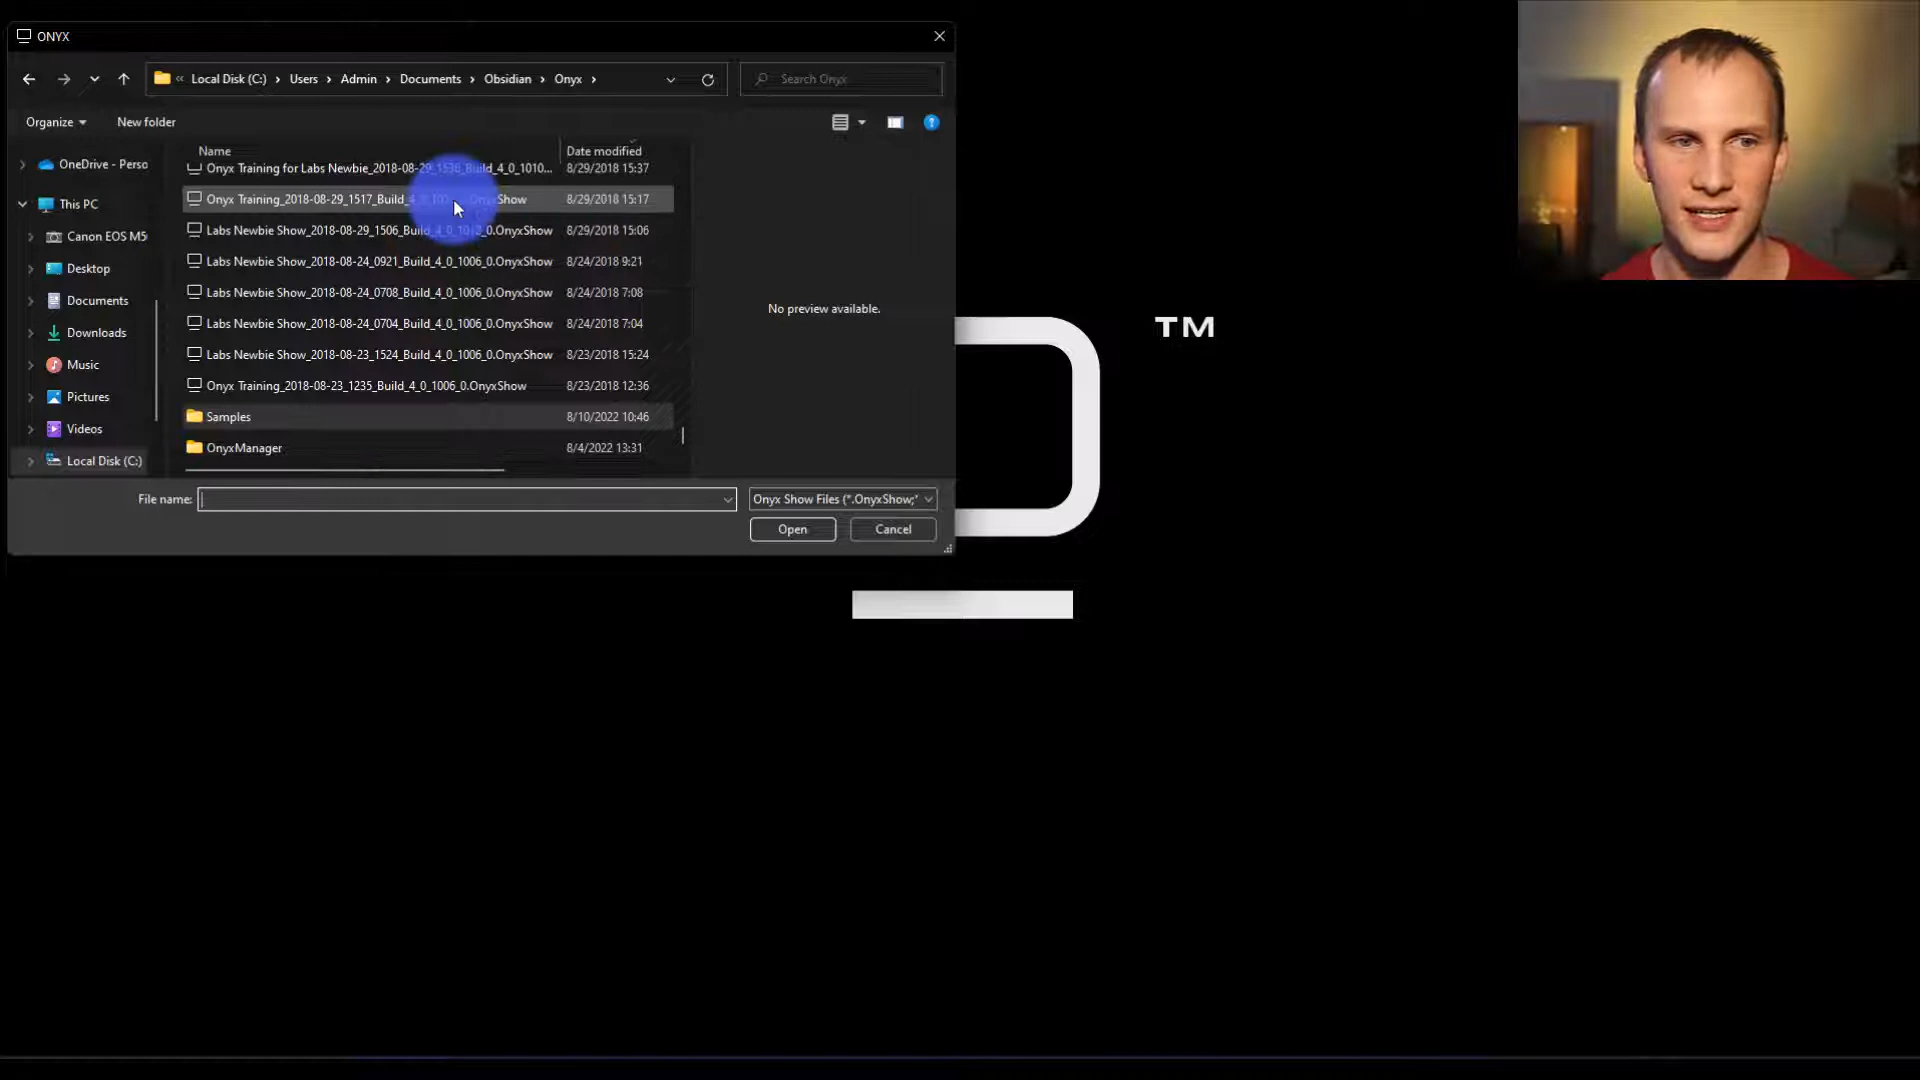 ONYX
« Local Disk (C:) › Users › Admin › Documents › Obsidian › Onyx ›
Search Onyx
Organize
New folder
Name
Date modified
OneDrive - Perso
This PC
Canon EOS M5
Desktop
Documents
Downloads
Music
Pictures
Videos
Local Disk (C:)
Onyx Training for Labs Newbie_2018-08-29_1536_Build_4_0_1010... 8/29/2018 15:37
Onyx Training_2018-08-29_1517_Build_4_0_10 OnyxShow 8/29/2018 15:17
Labs Newbie Show_2018-08-29_1506_Build_4_0_1012_0.OnyxShow 8/29/2018 15:06
Labs Newbie Show_2018-08-24_0921_Build_4_0_1006_0.OnyxShow 8/24/2018 9:21
Labs Newbie Show_2018-08-24_0708_Build_4_0_1006_0.OnyxShow 8/24/2018 7:08
Labs Newbie Show_2018-08-24_0704_Build_4_0_1006_0.OnyxShow 8/24/2018 7:04
Labs Newbie Show_2018-08-23_1524_Build_4_0_1006_0.OnyxShow 8/23/2018 15:24
Onyx Training_2018-08-23_1235_Build_4_0_1006_0.OnyxShow 8/23/2018 12:36
Samples 8/10/2022 10:46
OnyxManager 8/4/2022 13:31
No preview available.
File name:
Onyx Show Files (*.OnyxShow;*
Open
Cancel
TM